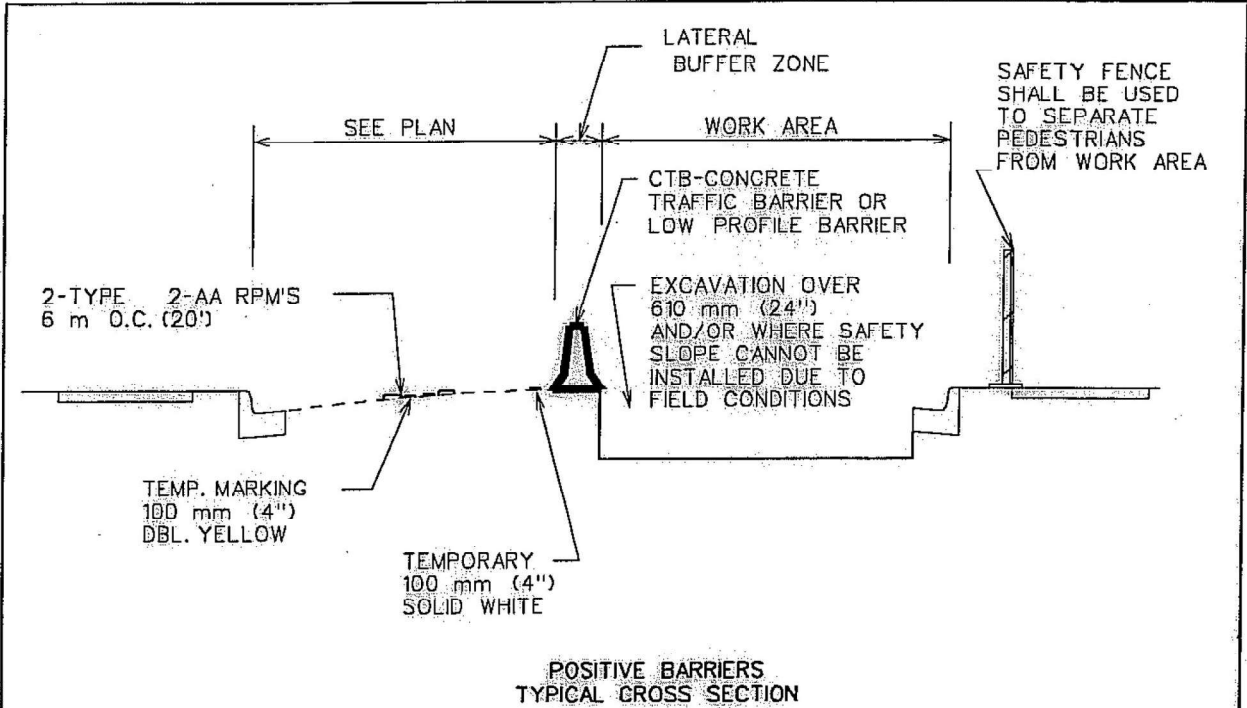 LATERAL
BUFFER ZONE
SAFETY FENCE
SHALL BE USED
TO SEPARATE
PEDESTRIANS
FROM WORK AREA
SEE PLAN
WORK AREA
CTB-CONCRETE
TRAFFIC BARRIER OR
LOW PROFILE BARRIER
2-TYPE 2-AA RPM'S
6 m O.C. (20')
EXCAVATION OVER
610 mm (24")
AND/OR WHERE SAFETY
SLOPE CANNOT BE
INSTALLED DUE TO
FIELD CONDITIONS
TEMP. MARKING
100 mm (4")
DBL. YELLOW
TEMPORARY
100 mm (4")
SOLID WHITE
POSITIVE BARRIERS
TYPICAL CROSS SECTION